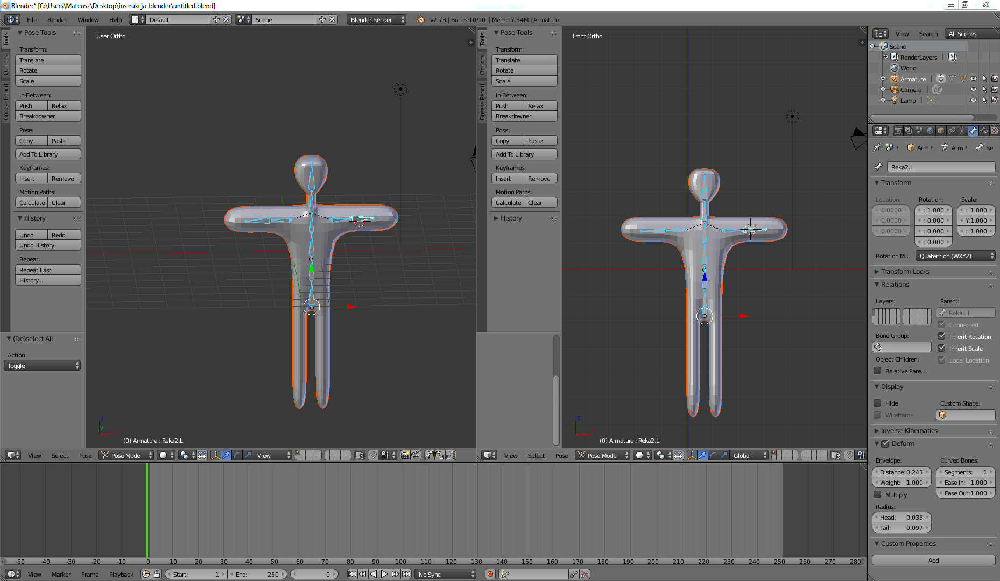 Blender* [C:\Users\Mateusz\Desktop\instrukcja-blender\untitled.blend]
File Render Window Help Default Scene Blender Render v2.73 | Bones:10/10 | Mem:17.54M | Armature
Tools
Options
Grease Pencil
Pose Tools
Transform:
Translate
Rotate
Scale
In-Between:
Push Relax
Breakdowner
Pose:
Copy Paste
Add To Library
Keyframes:
Insert Remove
Motion Paths:
Calculate Clear
History
Undo Redo
Undo History
Repeat:
Repeat Last
History...
(De)select All
Action
Toggle
User Ortho
z
y
x
(0) Armature : Reka2.L
View Select Pose Pose Mode View
Tools
Options
Grease Pencil
Pose Tools
Transform:
Translate
Rotate
Scale
In-Between:
Push Relax
Breakdowner
Pose:
Copy Paste
Add To Library
Keyframes:
Insert Remove
Motion Paths:
Calculate Clear
History
Front Ortho
z
x
(0) Armature : Reka2.L
View Select Pose Pose Mode Global
View Search All Scenes
Scene
RenderLayers |
World
Armature |
Camera |
Lamp |
Arm Arm Re
Reka2.L
Transform
Location: Rotation: Scale:
0.0000 : 1.000 : 1.000
0.0000 : 0.000 Y:1.000
0.0000 : 0.000 : 1.000
: 0.000
Rotation M... Quaternion (WXYZ)
Transform Locks
Relations
Layers: Parent:
Reka1.L
Connected
Bone Group: Inherit Rotation
Inherit Scale
Object Children: Local Location
Relative Pare...
Display
Hide Custom Shape:
Wireframe
Inverse Kinematics
Deform
Envelope: Curved Bones:
Distance:0.243 Segments: 1
Weight: 1.000 Ease In: 1.000
Multiply Ease Out:1.000
Radius:
Head: 0.035
Tail: 0.097
Custom Properties
Add
-50 -40 -30 -20 -10 0 10 20 30 40 50 60 70 80 90 100 110 120 130 140 150 160 170 180 190 200 210 220 230 240 250 260 270 280
View Marker Frame Playback Start: 1 End: 250 0 No Sync